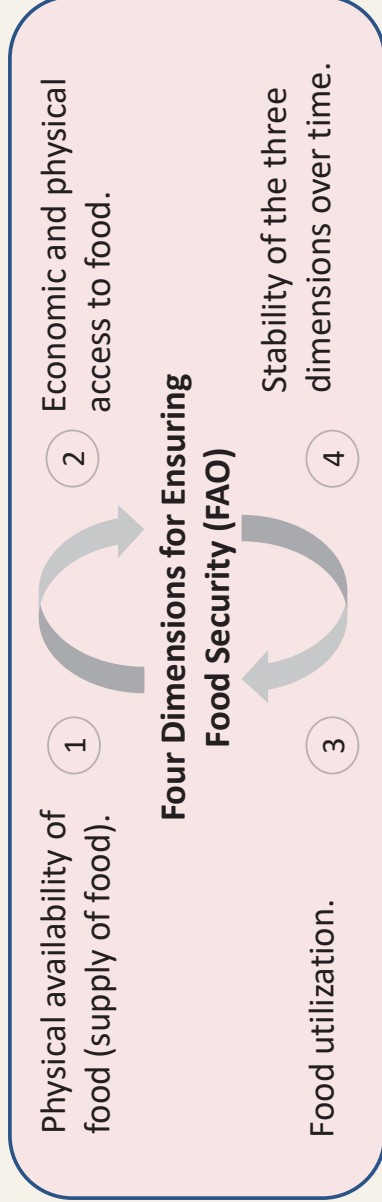 Physical availability of
food (supply of food).
1
2
Economic and physical
access to food.
Four Dimensions for Ensuring
Food Security (FAO)
Food utilization.
3
4
Stability of the three
dimensions over time.